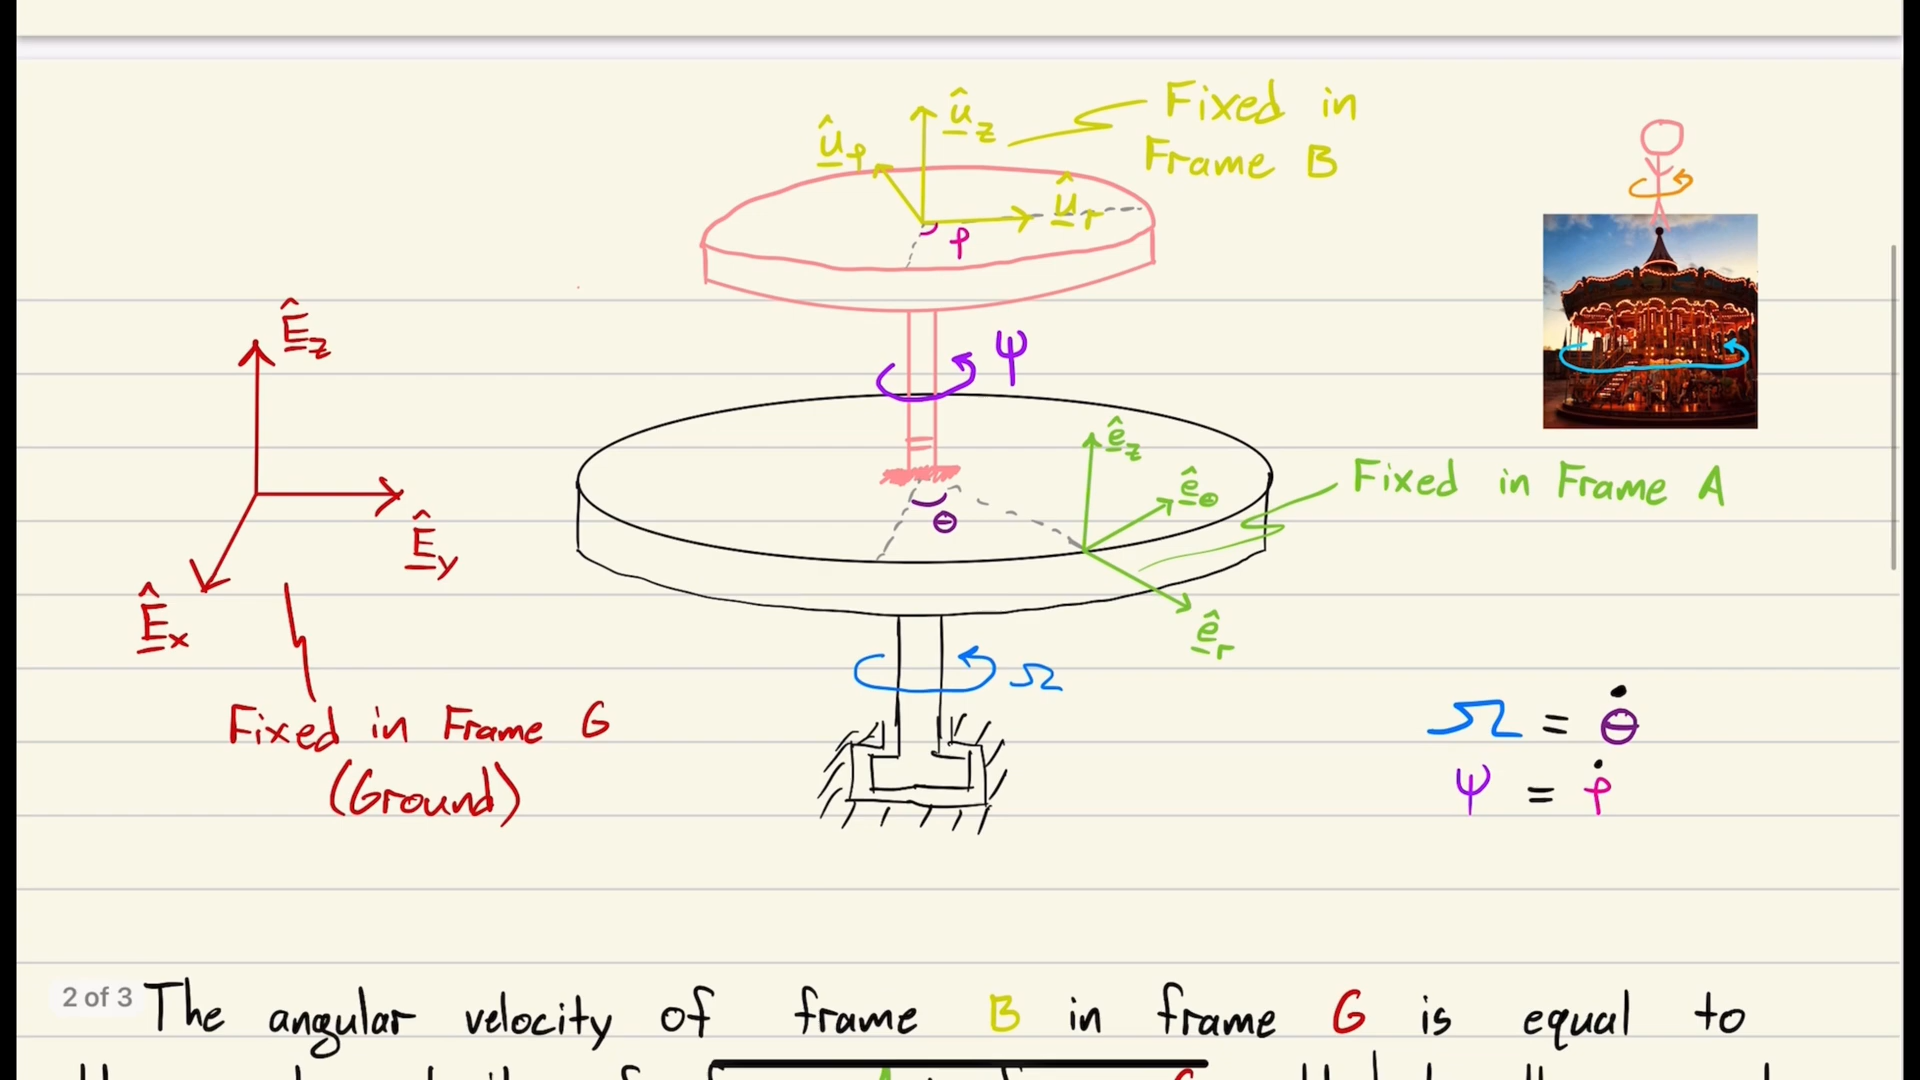 û_z
Fixed in
û_φ
Frame B
û_r
φ
Ê_z
ψ
ê_z
ê_θ
Fixed in Frame A
θ
Ê_y
Ê_x
ê_r
Ω
Fixed in Frame G
(Ground)
Ω = θ̇
ψ = φ̇
2 of 3
The angular velocity of frame B in frame G is equal to